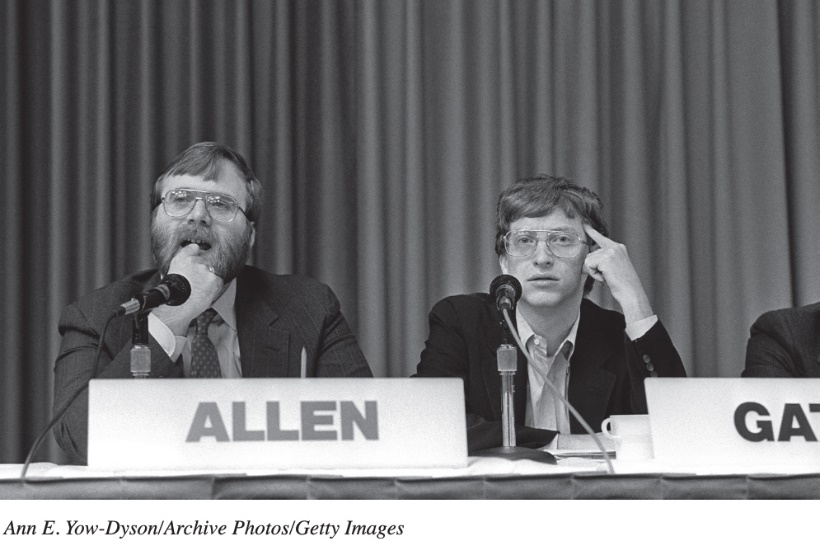 ALLEN
GAT
Ann E. Yow-Dyson/Archive Photos/Getty Images